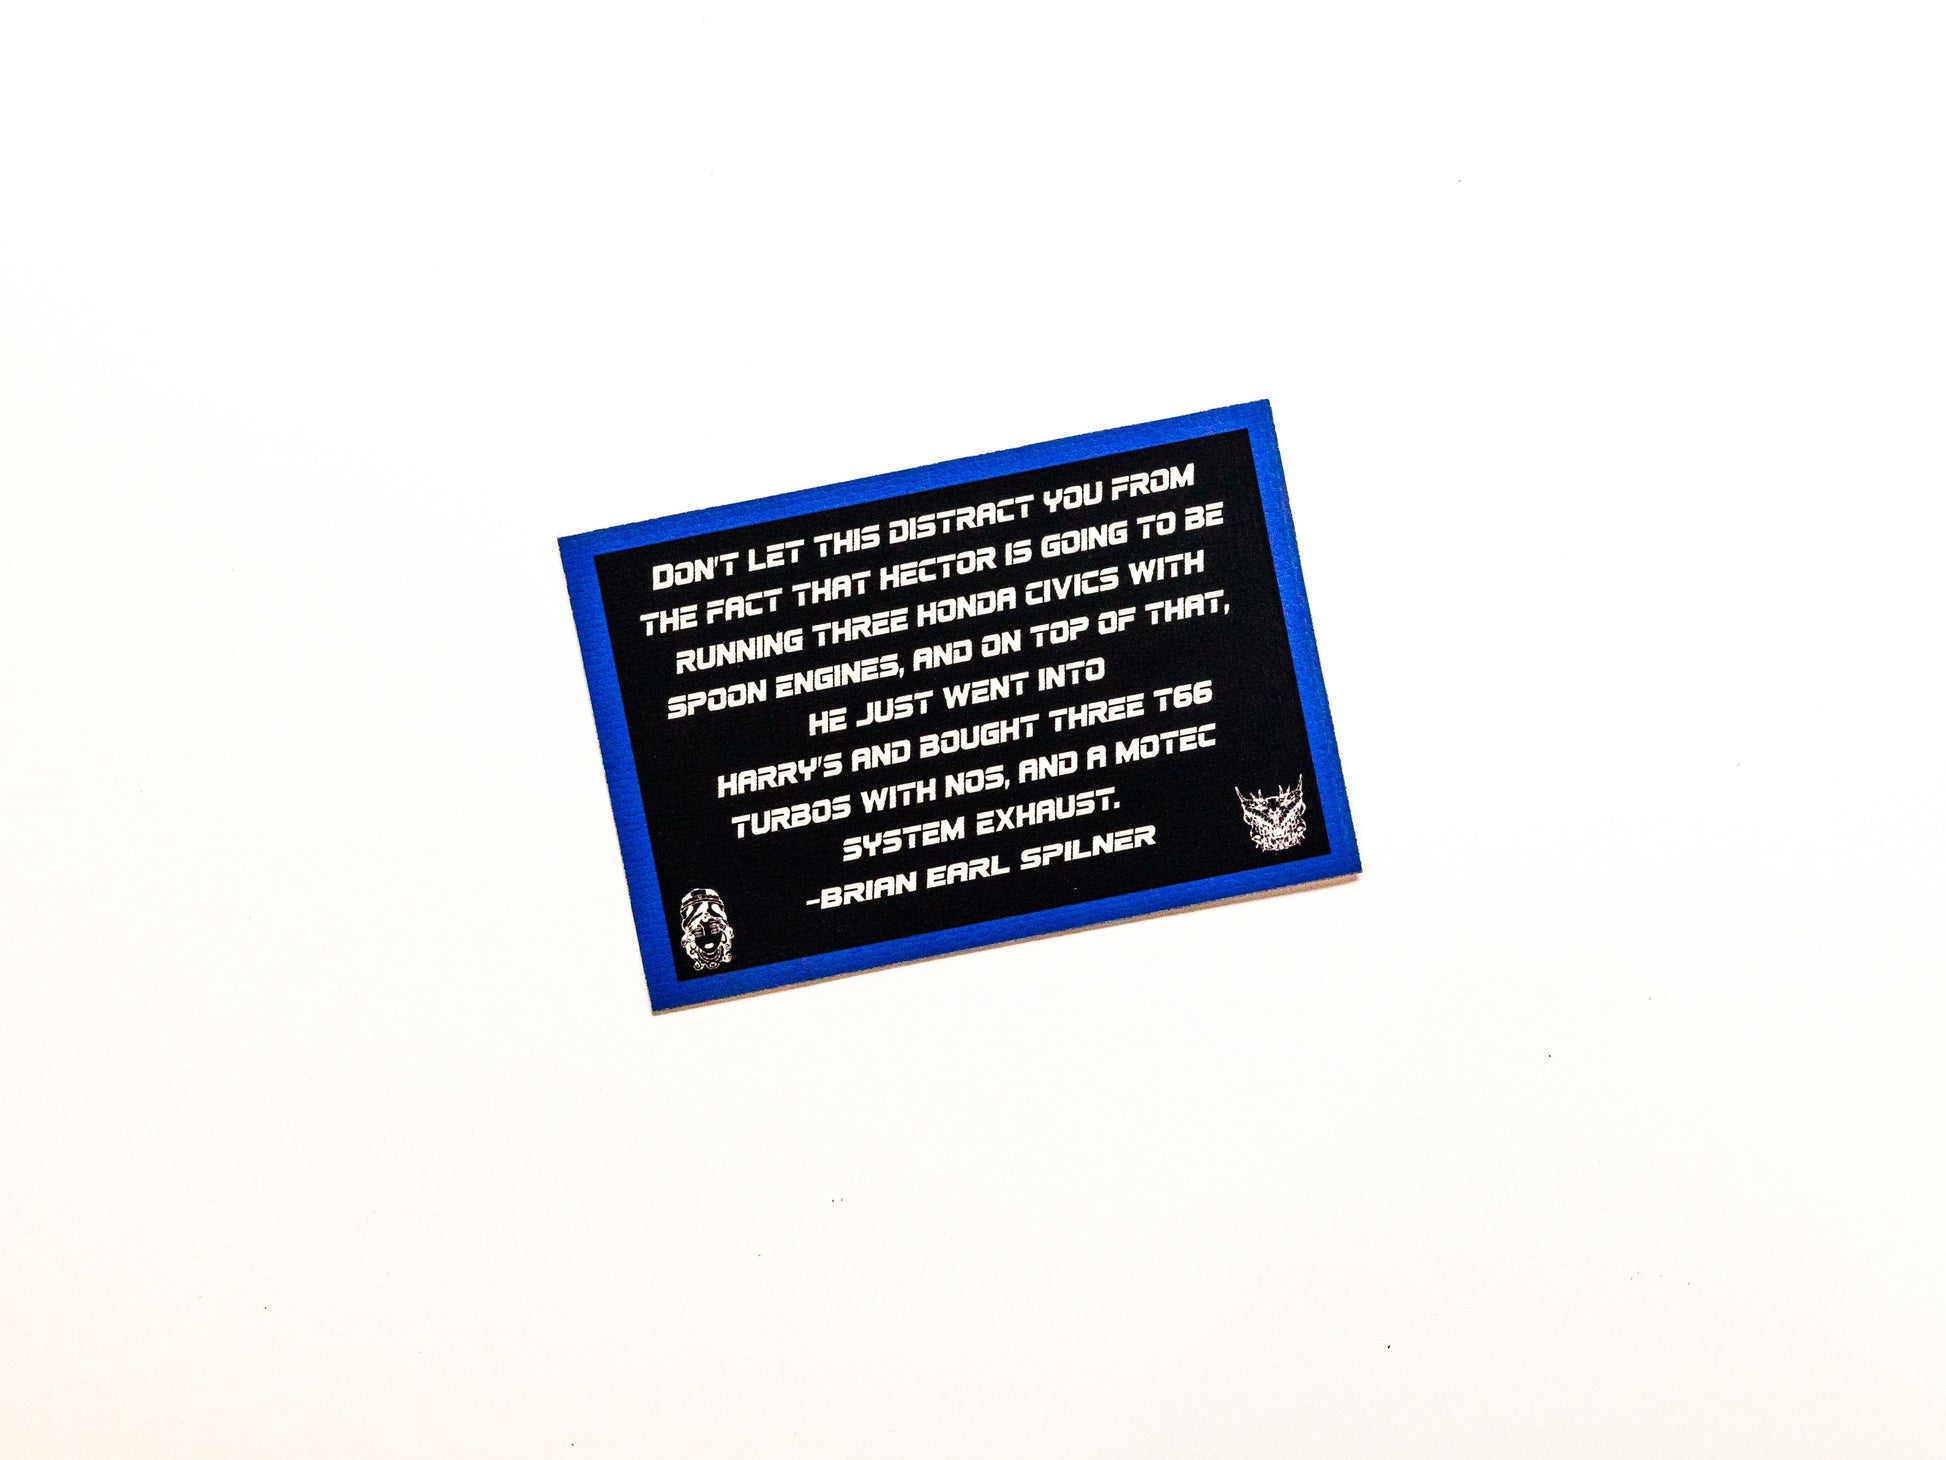 DON'T LET THIS DISTRACT YOU FROM
THE FACT THAT HECTOR IS GOING TO BE
RUNNING THREE HONDA CIVICS WITH
SPOON ENGINES, AND ON TOP OF THAT,
HE JUST WENT INTO
HARRY'S AND BOUGHT THREE T66
TURBOS WITH NOS, AND A MOTEC
SYSTEM EXHAUST.
-BRIAN EARL SPILNER